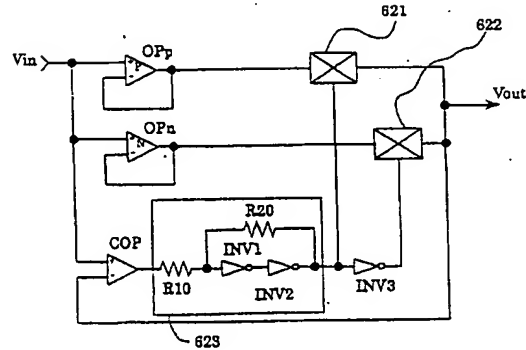 621
622
OPp
Vin
P
Vout
OPn
N
R20
COP
INV1
R10
INV2
INV3
623